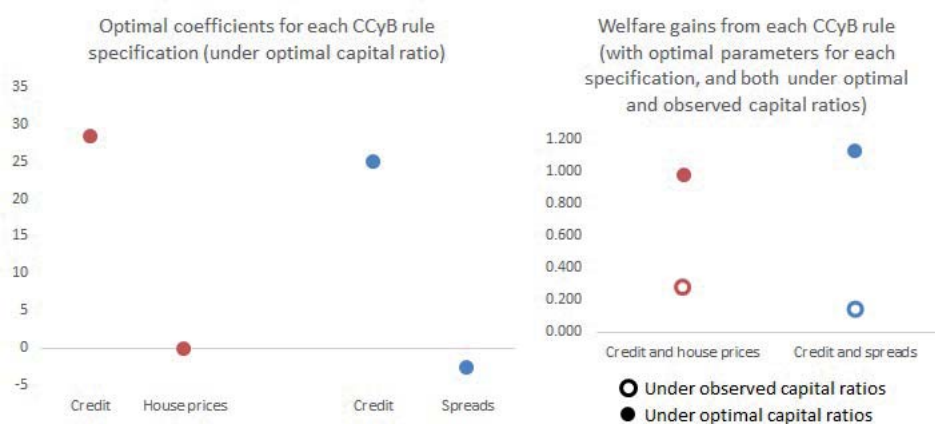 Optimal coefficients for each CCyB rule
specification (under optimal capital ratio)
35
30
25
20
15
10
5
0
-5
Credit
House prices
Credit
Spreads
Welfare gains from each CCyB rule
(with optimal parameters for each
specification, and both under optimal
and observed capital ratios)
1.200
1.000
0.800
0.600
0.400
0.200
0.000
Credit and house prices
Credit and spreads
Under observed capital ratios
Under optimal capital ratios